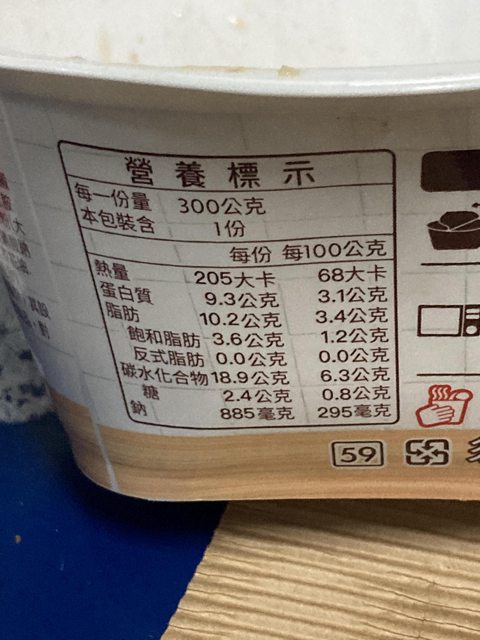 營養標示
每一份量 300公克
本包裝含 1份
每份 每100公克
熱量 205大卡 68大卡
蛋白質 9.3公克 3.1公克
脂肪 10.2公克 3.4公克
飽和脂肪 3.6公克 1.2公克
反式脂肪 0.0公克 0.0公克
碳水化合物 18.9公克 6.3公克
糖 2.4公克 0.8公克
鈉 885毫克 295毫克
59